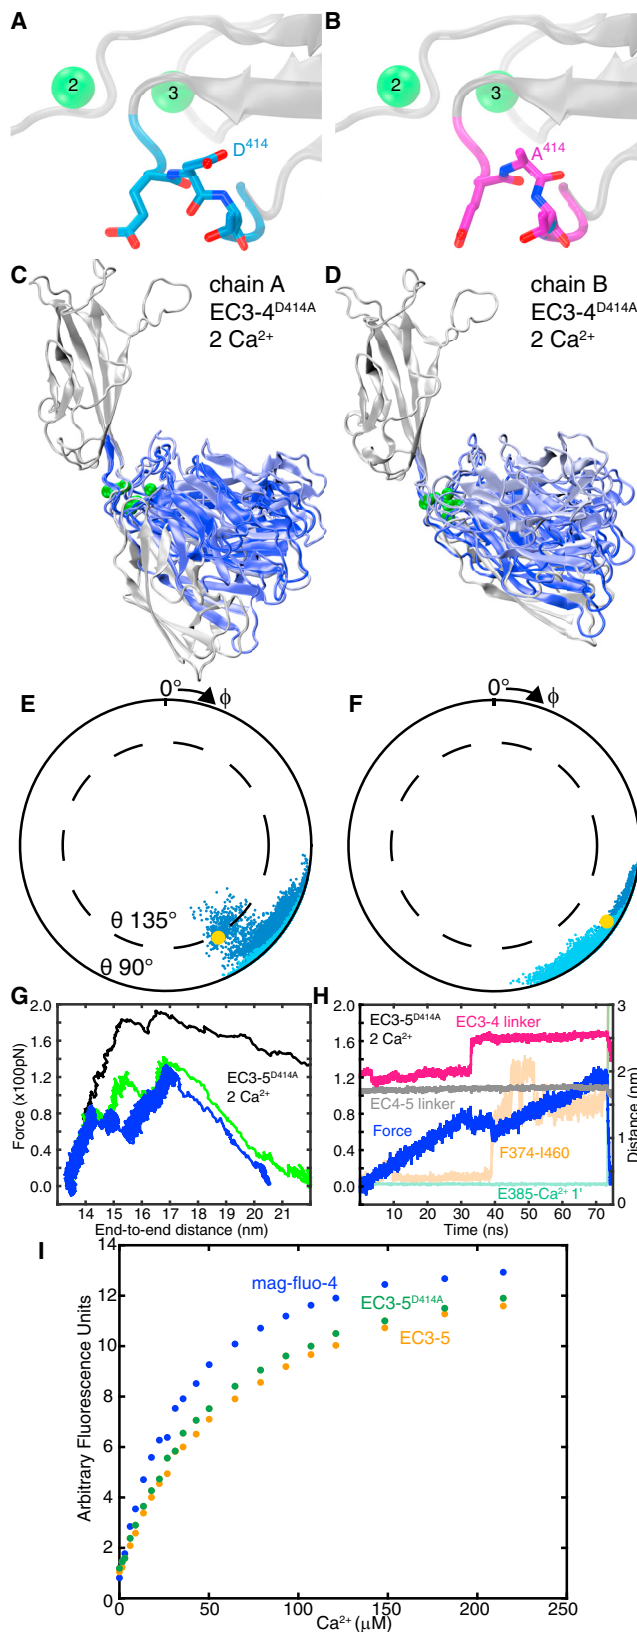 A
2
3
D414
B
2
3
A414
C
chain A
EC3-4D414A
2 Ca2+
D
chain B
EC3-4D414A
2 Ca2+
E
0°
ϕ
θ 135°
θ 90°
F
0°
ϕ
G
2.0
1.6
1.2
0.8
0.4
0.0
Force (x100pN)
EC3-5D414A
2 Ca2+
14 15 16 17 18 19 20 21
End-to-end distance (nm)
H
2.0
1.6
1.2
0.8
0.4
0.0
EC3-5D414A
2 Ca2+
EC3-4 linker
EC4-5 linker
Force
F374-I460
E385-Ca2+ 1'
3
2
1
0
Distance (nm)
0 10 20 30 40 50 60 70
Time (ns)
I
14
12
10
8
6
4
2
0
Arbitrary Fluorescence Units
mag-fluo-4
EC3-5D414A
EC3-5
0 50 100 150 200 250
Ca2+ (μM)